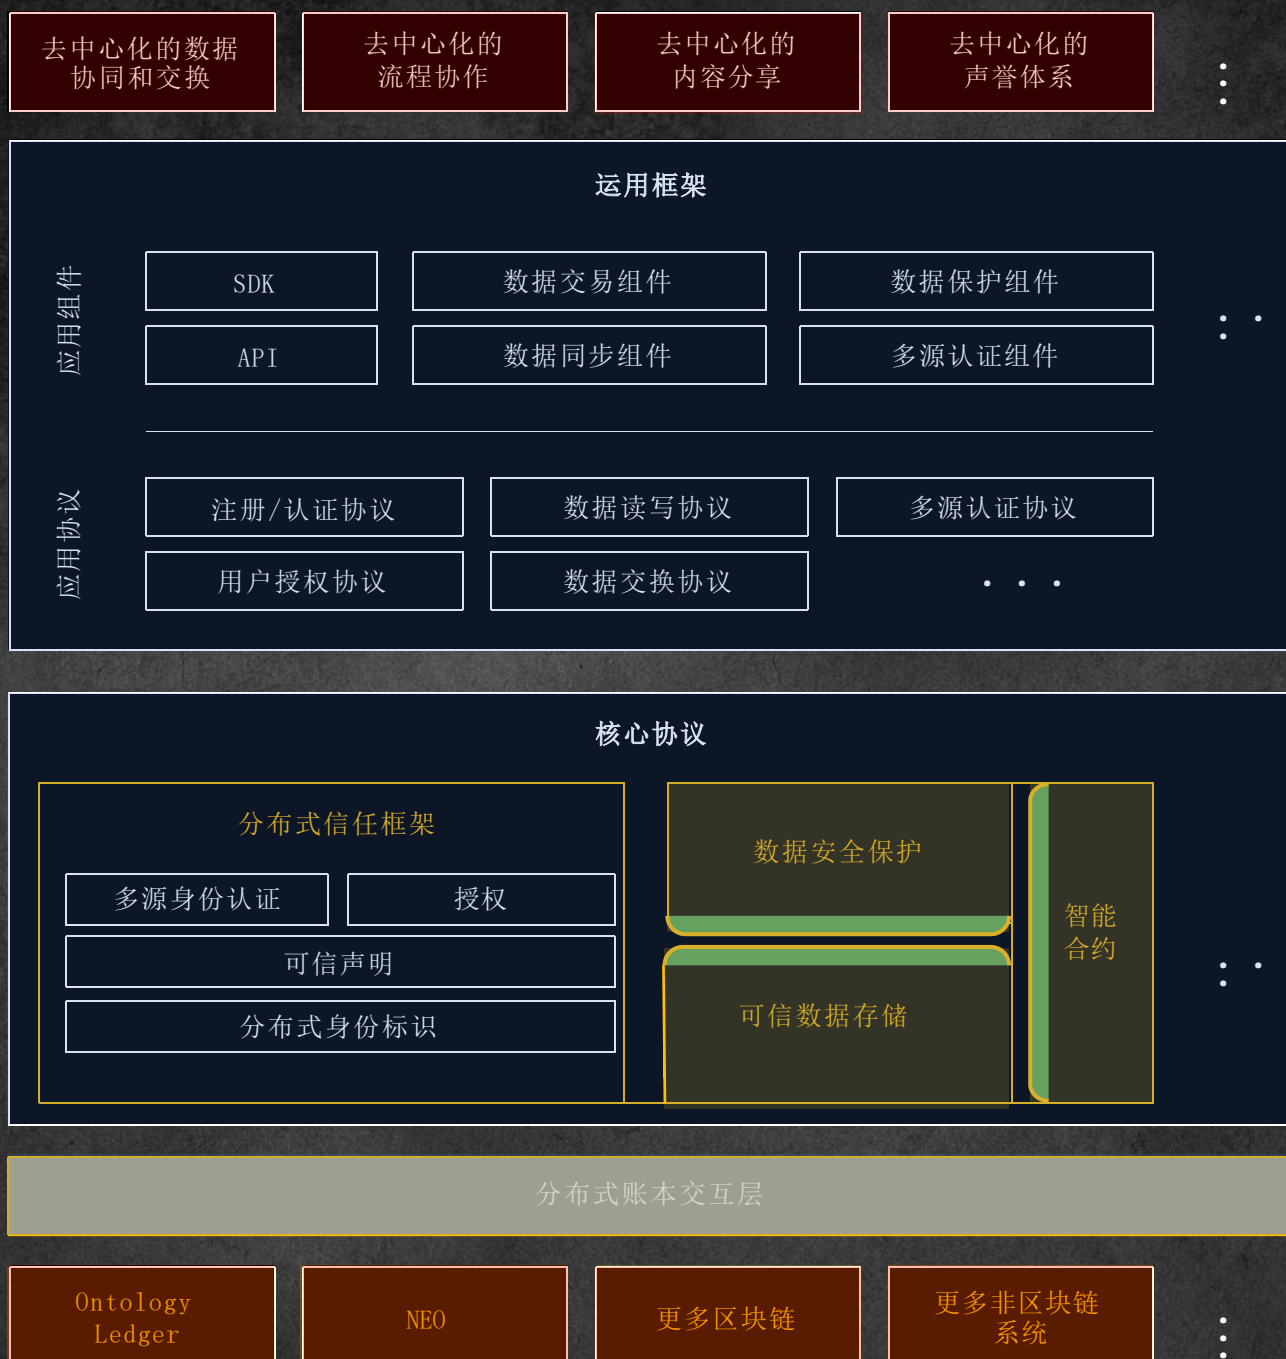 去中心化的数据
协同和交换
去中心化的
流程协作
去中心化的
内容分享
去中心化的
声誉体系
运用框架
应用组件
SDK
数据交易组件
数据保护组件
API
数据同步组件
多源认证组件
应用协议
注册/认证协议
数据读写协议
多源认证协议
用户授权协议
数据交换协议
核心协议
分布式信任框架
多源身份认证
授权
可信声明
分布式身份标识
数据安全保护
可信数据存储
智能
合约
分布式账本交互层
Ontology
Ledger
NEO
更多区块链
更多非区块链
系统